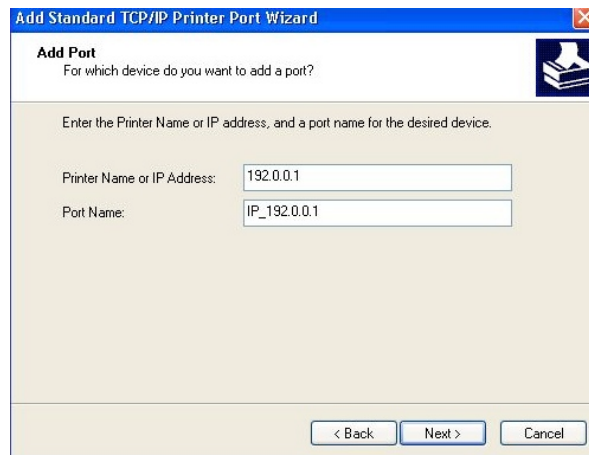 Add Standard TCP/IP Printer Port Wizard
Add Port
For which device do you want to add a port?
Enter the Printer Name or IP address, and a port name for the desired device.
Printer Name or IP Address:
192.0.0.1
Port Name:
IP_192.0.0.1
< Back
Next >
Cancel